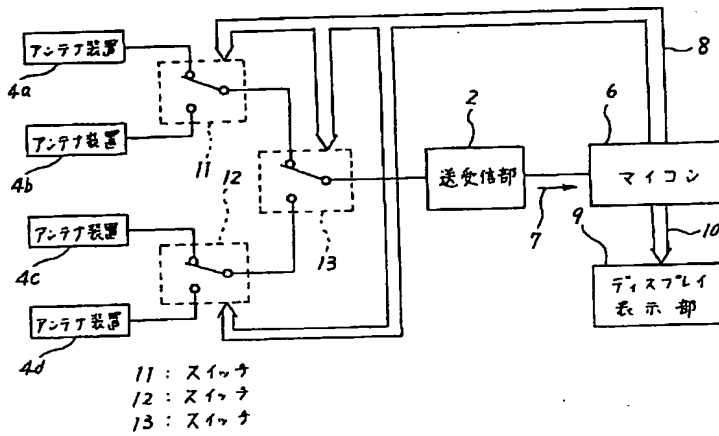 アンテナ装置
4a
アンテナ装置
4b
アンテナ装置
4c
アンテナ装置
4d
11
12
13
2
送受信部
7
8
6
マイコン
9
10
ディスプレイ
表示部
11 : スイッチ
12 : スイッチ
13 : スイッチ